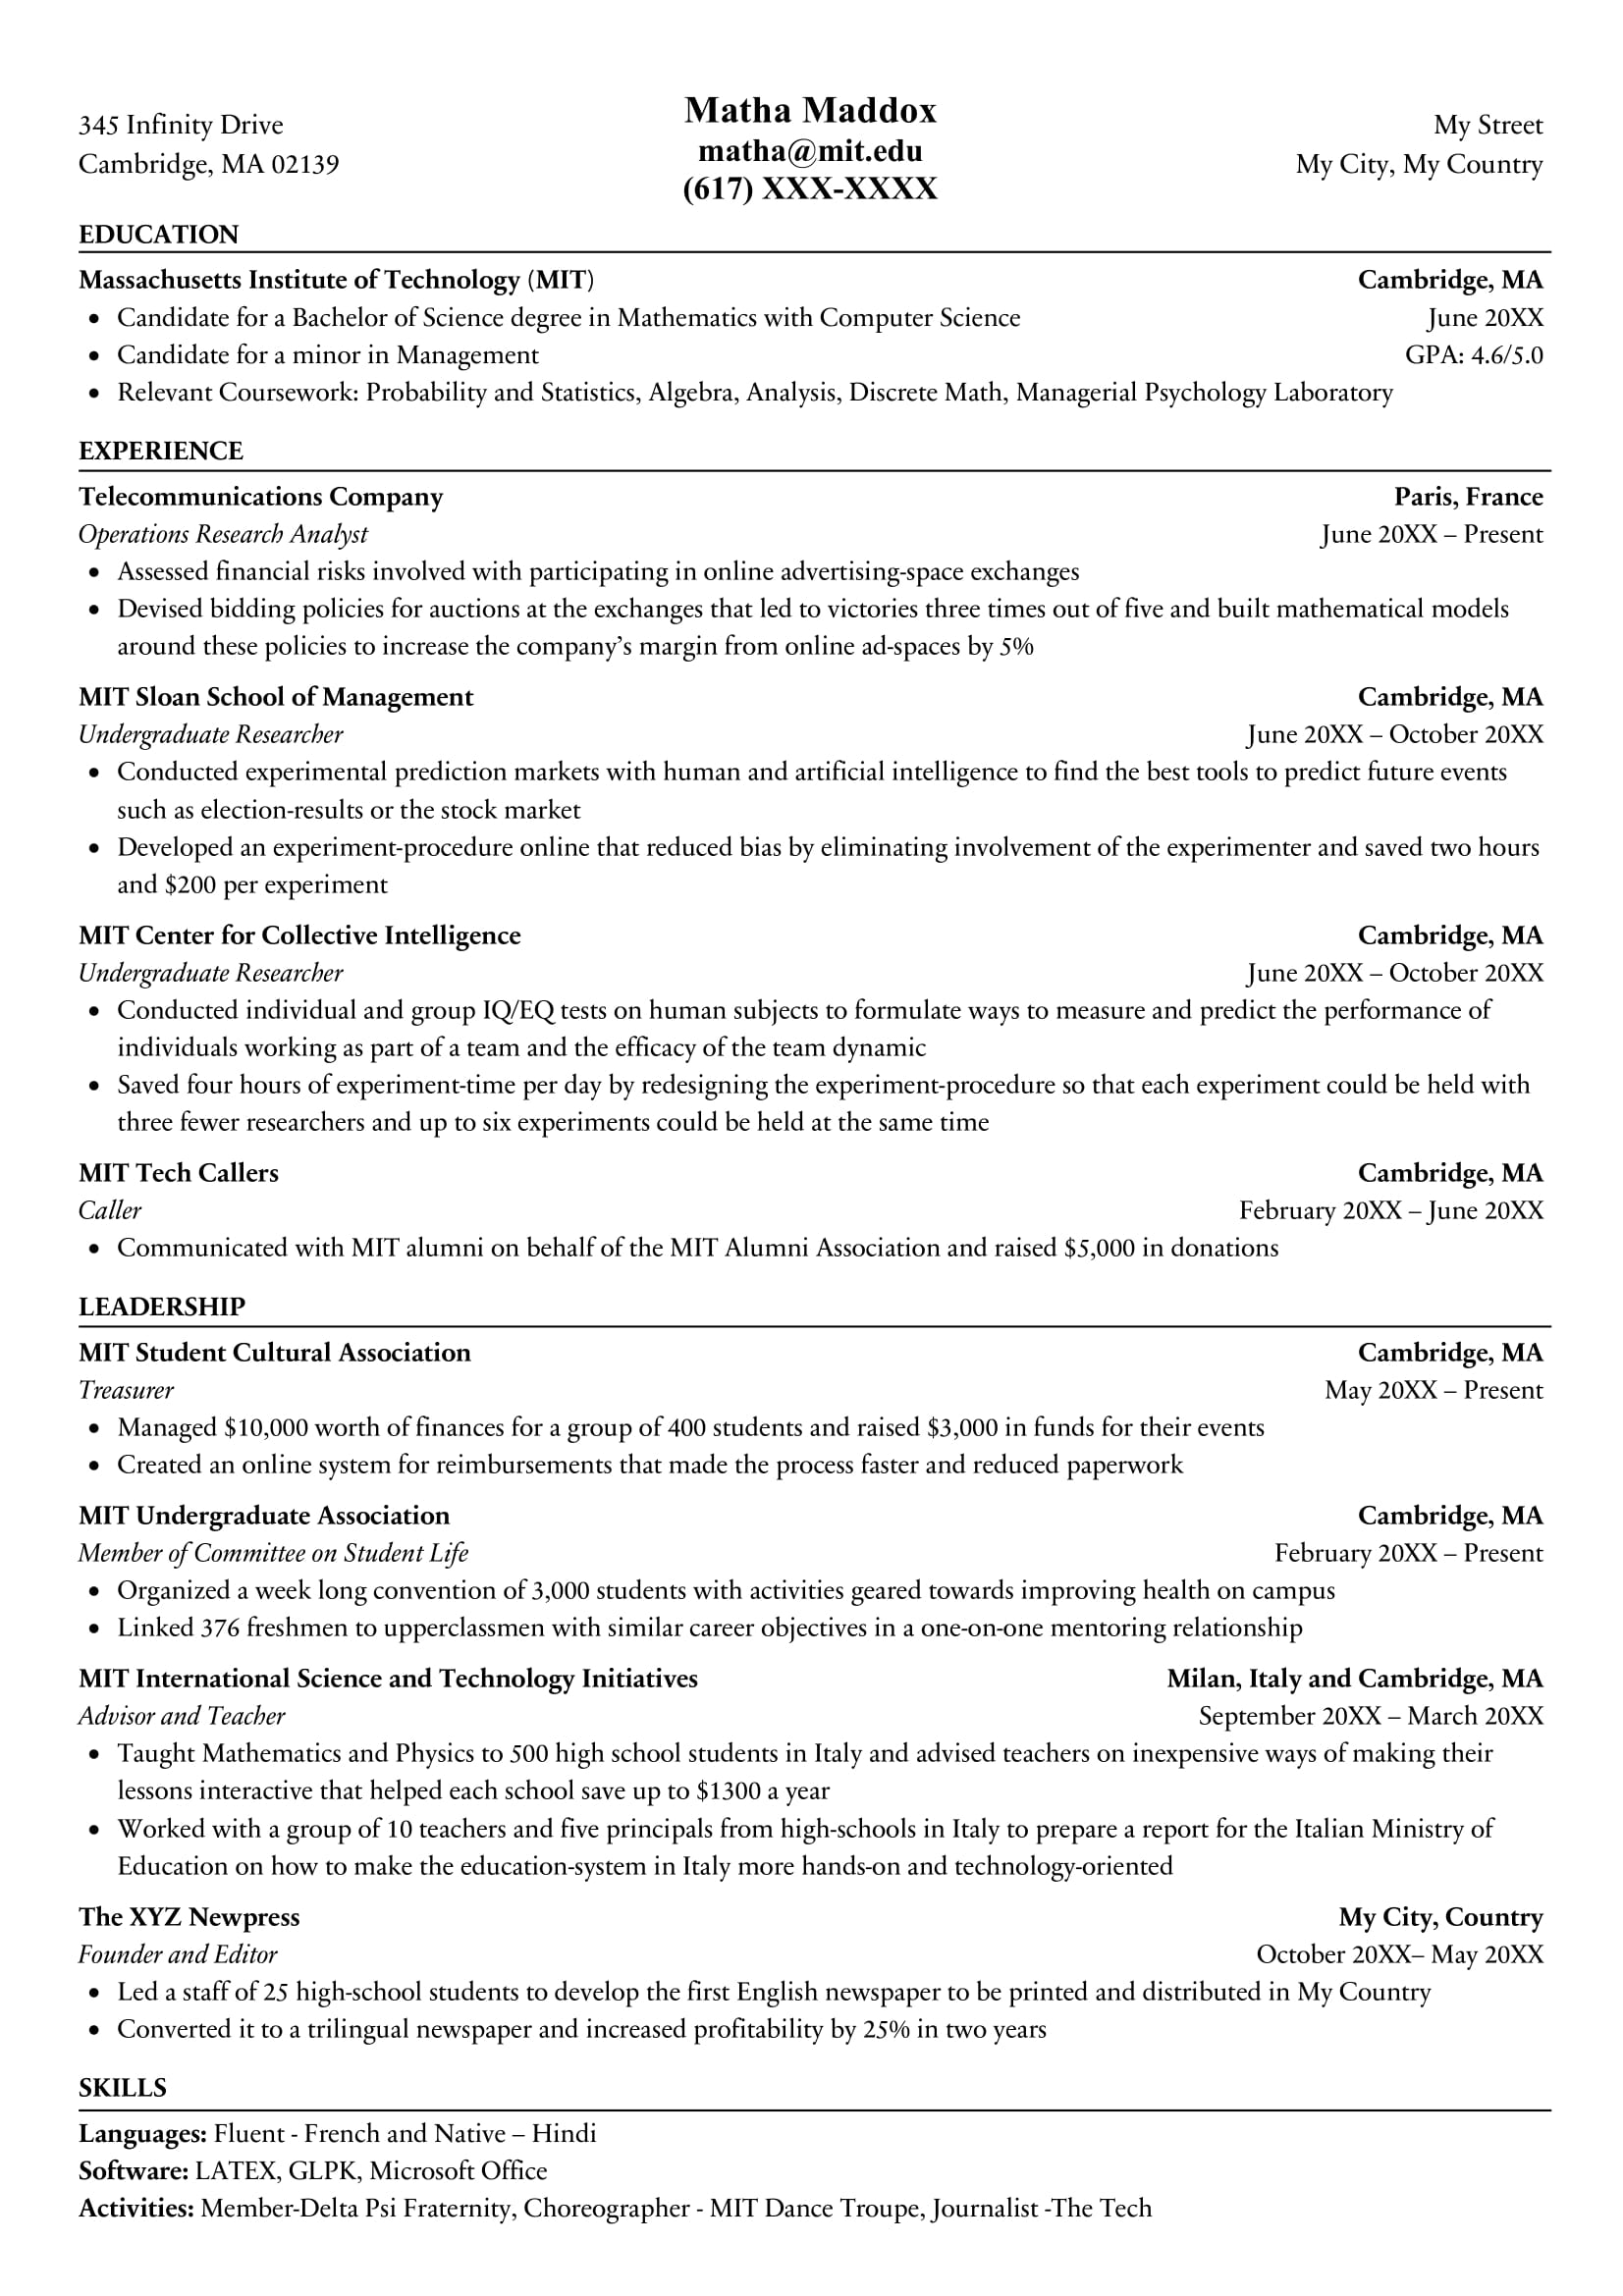 Matha Maddox
345 Infinity Drive
My Street
matha@mit.edu
Cambridge, MA 02139
My City, My Country
(617) XXX-XXXX
EDUCATION
Massachusetts Institute of Technology (MIT) Cambridge, MA
• Candidate for a Bachelor of Science degree in Mathematics with Computer Science June 20XX
• Candidate for a minor in Management GPA: 4.6/5.0
• Relevant Coursework: Probability and Statistics, Algebra, Analysis, Discrete Math, Managerial Psychology Laboratory
EXPERIENCE
Telecommunications Company Paris, France
Operations Research Analyst June 20XX – Present
• Assessed financial risks involved with participating in online advertising-space exchanges
• Devised bidding policies for auctions at the exchanges that led to victories three times out of five and built mathematical models
around these policies to increase the company’s margin from online ad-spaces by 5%
MIT Sloan School of Management Cambridge, MA
Undergraduate Researcher June 20XX – October 20XX
• Conducted experimental prediction markets with human and artificial intelligence to find the best tools to predict future events
such as election-results or the stock market
• Developed an experiment-procedure online that reduced bias by eliminating involvement of the experimenter and saved two hours
and $200 per experiment
MIT Center for Collective Intelligence Cambridge, MA
Undergraduate Researcher June 20XX – October 20XX
• Conducted individual and group IQ/EQ tests on human subjects to formulate ways to measure and predict the performance of
individuals working as part of a team and the efficacy of the team dynamic
• Saved four hours of experiment-time per day by redesigning the experiment-procedure so that each experiment could be held with
three fewer researchers and up to six experiments could be held at the same time
MIT Tech Callers Cambridge, MA
Caller February 20XX – June 20XX
• Communicated with MIT alumni on behalf of the MIT Alumni Association and raised $5,000 in donations
LEADERSHIP
MIT Student Cultural Association Cambridge, MA
Treasurer May 20XX – Present
• Managed $10,000 worth of finances for a group of 400 students and raised $3,000 in funds for their events
• Created an online system for reimbursements that made the process faster and reduced paperwork
MIT Undergraduate Association Cambridge, MA
Member of Committee on Student Life February 20XX – Present
• Organized a week long convention of 3,000 students with activities geared towards improving health on campus
• Linked 376 freshmen to upperclassmen with similar career objectives in a one-on-one mentoring relationship
MIT International Science and Technology Initiatives Milan, Italy and Cambridge, MA
Advisor and Teacher September 20XX – March 20XX
• Taught Mathematics and Physics to 500 high school students in Italy and advised teachers on inexpensive ways of making their
lessons interactive that helped each school save up to $1300 a year
• Worked with a group of 10 teachers and five principals from high-schools in Italy to prepare a report for the Italian Ministry of
Education on how to make the education-system in Italy more hands-on and technology-oriented
The XYZ Newpress My City, Country
Founder and Editor October 20XX– May 20XX
• Led a staff of 25 high-school students to develop the first English newspaper to be printed and distributed in My Country
• Converted it to a trilingual newspaper and increased profitability by 25% in two years
SKILLS
Languages: Fluent - French and Native – Hindi
Software: LATEX, GLPK, Microsoft Office
Activities: Member-Delta Psi Fraternity, Choreographer - MIT Dance Troupe, Journalist -The Tech